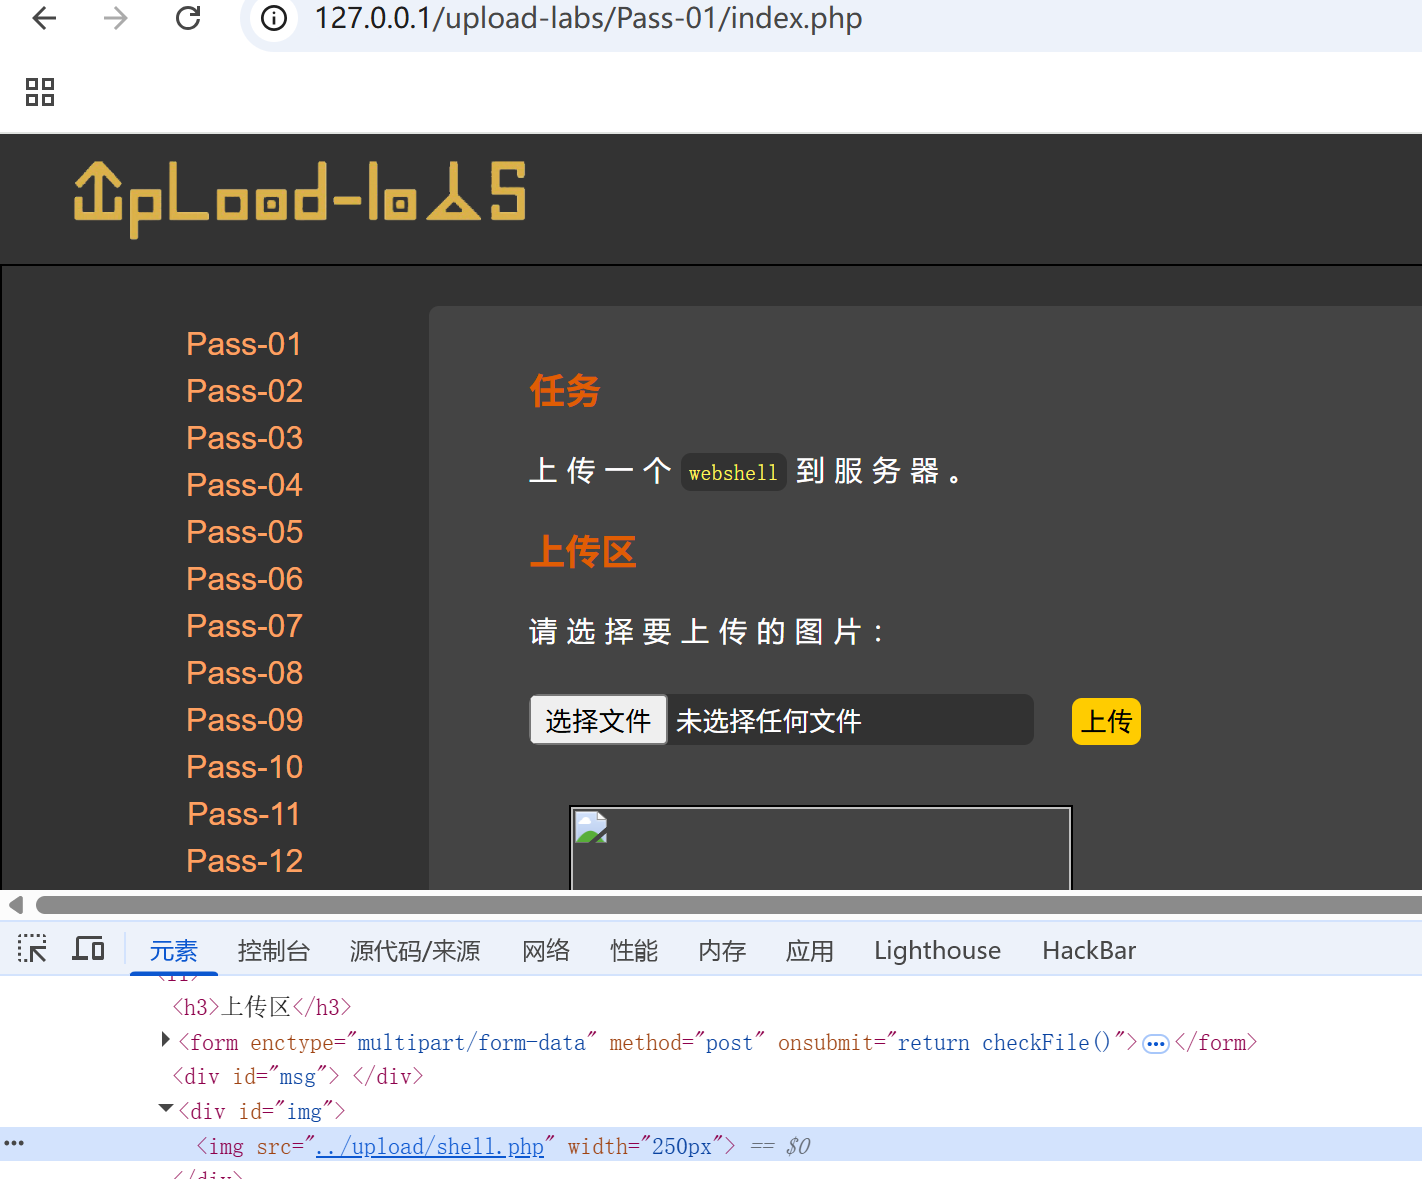 127.0.0.1/upload-labs/Pass-01/index.php
UpLoad-labS
Pass-01
Pass-02
Pass-03
Pass-04
Pass-05
Pass-06
Pass-07
Pass-08
Pass-09
Pass-10
Pass-11
Pass-12
任务
上传一个 webshell 到服务器。
上传区
请选择要上传的图片：
选择文件 未选择任何文件 上传
元素 控制台 源代码/来源 网络 性能 内存 应用 Lighthouse HackBar
<h3>上传区</h3>
<form enctype="multipart/form-data" method="post" onsubmit="return checkFile()">…</form>
<div id="msg"> </div>
<div id="img">
<img src="../upload/shell.php" width="250px"> == $0
</div>